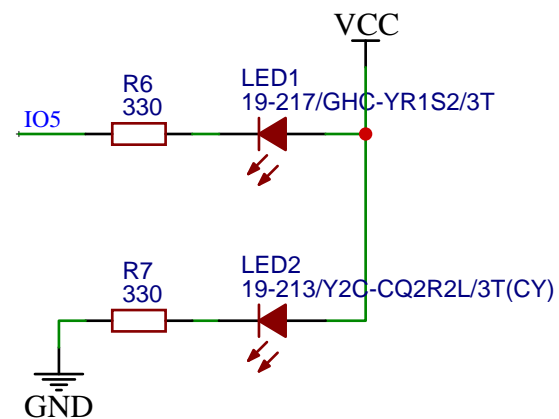 VCC
R6
330
LED1
19-217/GHC-YR1S2/3T
IO5
R7
330
LED2
19-213/Y2C-CQ2R2L/3T(CY)
GND